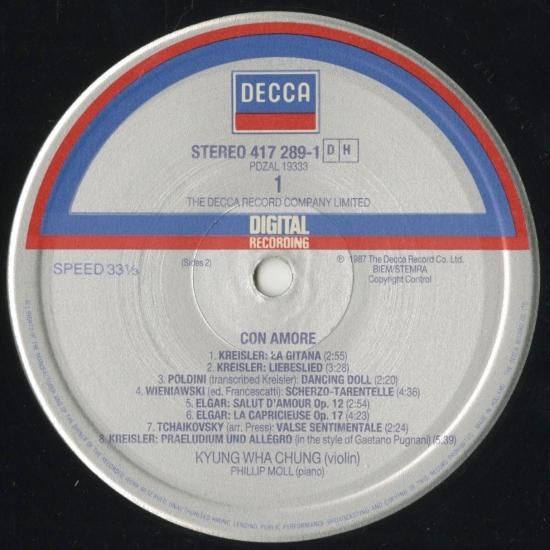 DECCA
STEREO 417 289-1 DH
PDZAL 19333
1
THE DECCA RECORD COMPANY LIMITED
DIGITAL
RECORDING
SPEED 33⅓
(Sides 2)
℗ 1987 The Decca Record Co. Ltd.
BIEM/STEMRA
Copyright Control
CON AMORE
1. KREISLER: LA GITANA (2:55)
2. KREISLER: LIEBESLIED (3:28)
3. POLDINI (transcribed Kreisler): DANCING DOLL (2:20)
4. WIENIAWSKI (ed. Francescatti): SCHERZO-TARENTELLE (4:36)
5. ELGAR: SALUT D'AMOUR Op. 12 (2:54)
6. ELGAR: LA CAPRICIEUSE Op. 17 (4:23)
7. TCHAIKOVSKY (arr. Press): VALSE SENTIMENTALE (2:24)
8. KREISLER: PRAELUDIUM UND ALLEGRO (in the style of Gaetano Pugnani) (5.39)
KYUNG WHA CHUNG (violin)
PHILLIP MOLL (piano)